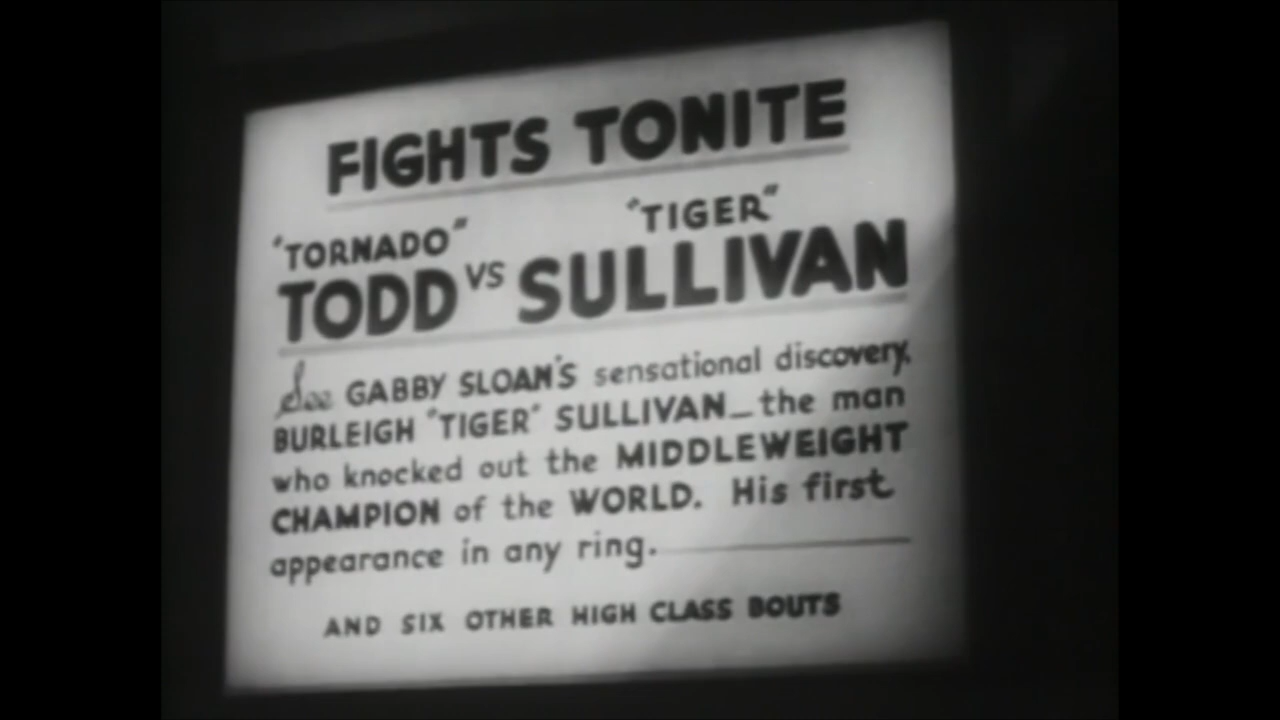 FIGHTS TONITE
"TORNADO" "TIGER"
TODD VS SULLIVAN
See GABBY SLOAN'S sensational discovery,
BURLEIGH "TIGER" SULLIVAN—the man
who knocked out the MIDDLEWEIGHT
CHAMPION of the WORLD. His first
appearance in any ring.
AND SIX OTHER HIGH CLASS BOUTS